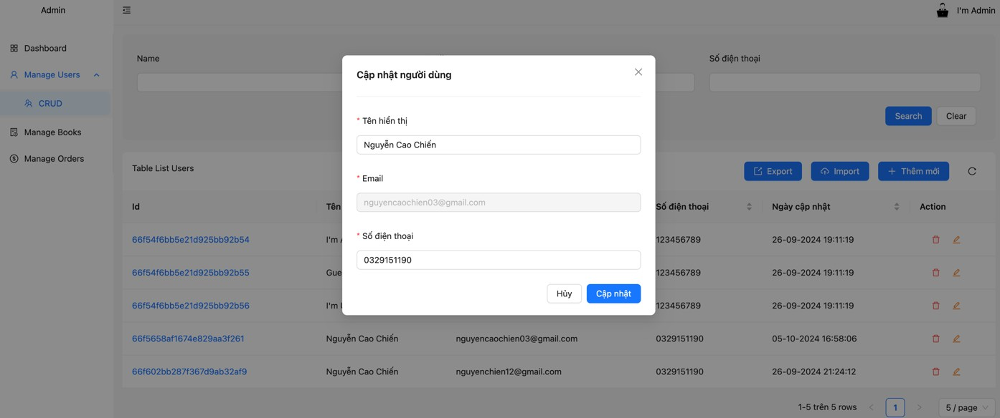 Admin
I'm Admin
Dashboard
Manage Users
CRUD
Manage Books
Manage Orders
Name
Số điện thoại
Search
Clear
Table List Users
Export
Import
Thêm mới
Id
Tên
Số điện thoại
Ngày cập nhật
Action
66f54f6bb5e21d925bb92b54
I'm
123456789
26-09-2024 19:11:19
66f54f6bb5e21d925bb92b55
Gue
123456789
26-09-2024 19:11:19
66f54f6bb5e21d925bb92b56
I'm
123456789
26-09-2024 19:11:19
66f5658af1674e829aa3f261
Nguyễn Cao Chiến
nguyencaochien03@gmail.com
0329151190
05-10-2024 16:58:06
66f602bb287f367d9ab32af9
Nguyễn Cao Chiến
nguyenchien12@gmail.com
0329151190
26-09-2024 21:24:12
1-5 trên 5 rows
1
5 / page
Cập nhật người dùng
* Tên hiển thị
Nguyễn Cao Chiến
* Email
nguyencaochien03@gmail.com
* Số điện thoại
0329151190
Hủy
Cập nhật